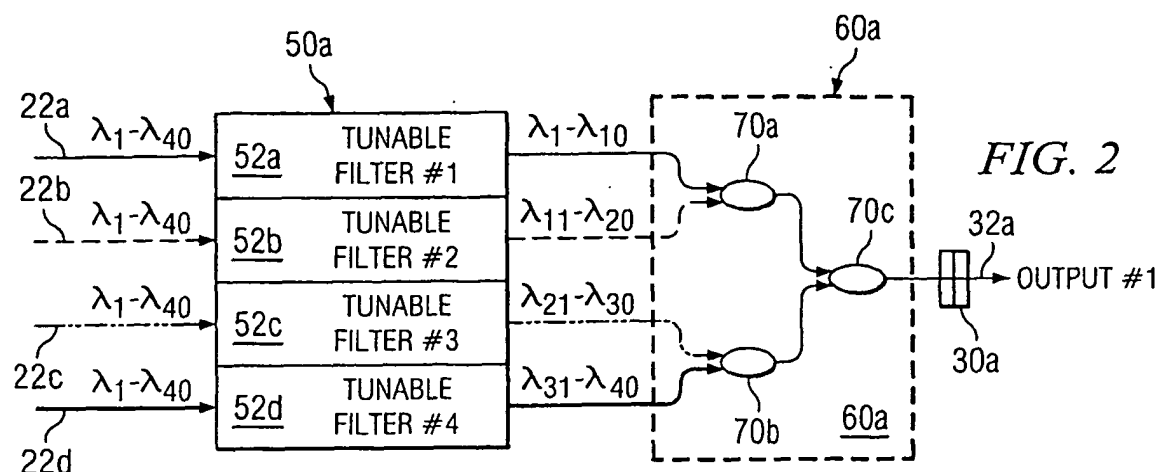 50a
60a
22a
λ1-λ40
52a
TUNABLE
FILTER #1
λ1-λ10
70a
FIG. 2
22b
λ1-λ40
52b
TUNABLE
FILTER #2
λ11-λ20
70c
32a
OUTPUT #1
λ1-λ40
52c
TUNABLE
FILTER #3
λ21-λ30
30a
22c
λ1-λ40
52d
TUNABLE
FILTER #4
λ31-λ40
70b
60a
22d